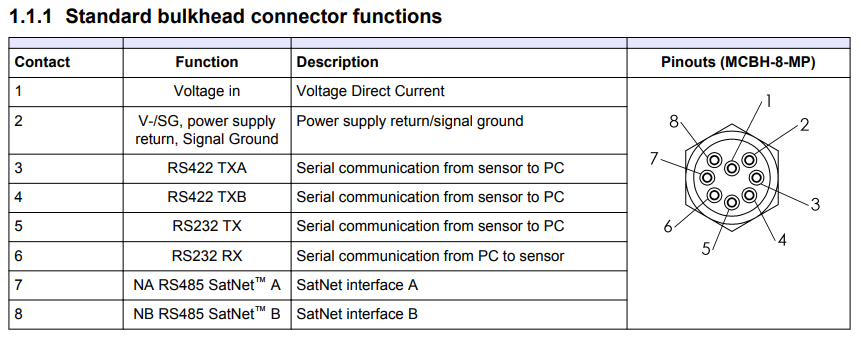 1.1.1 Standard bulkhead connector functions
Contact Function Description Pinouts (MCBH-8-MP)
1 Voltage in Voltage Direct Current
2 V-/SG, power supply return, Signal Ground Power supply return/signal ground
3 RS422 TXA Serial communication from sensor to PC
4 RS422 TXB Serial communication from sensor to PC
5 RS232 TX Serial communication from sensor to PC
6 RS232 RX Serial communication from PC to sensor
7 NA RS485 SatNet™ A SatNet interface A
8 NB RS485 SatNet™ B SatNet interface B
1
8
2
7
3
6
4
5